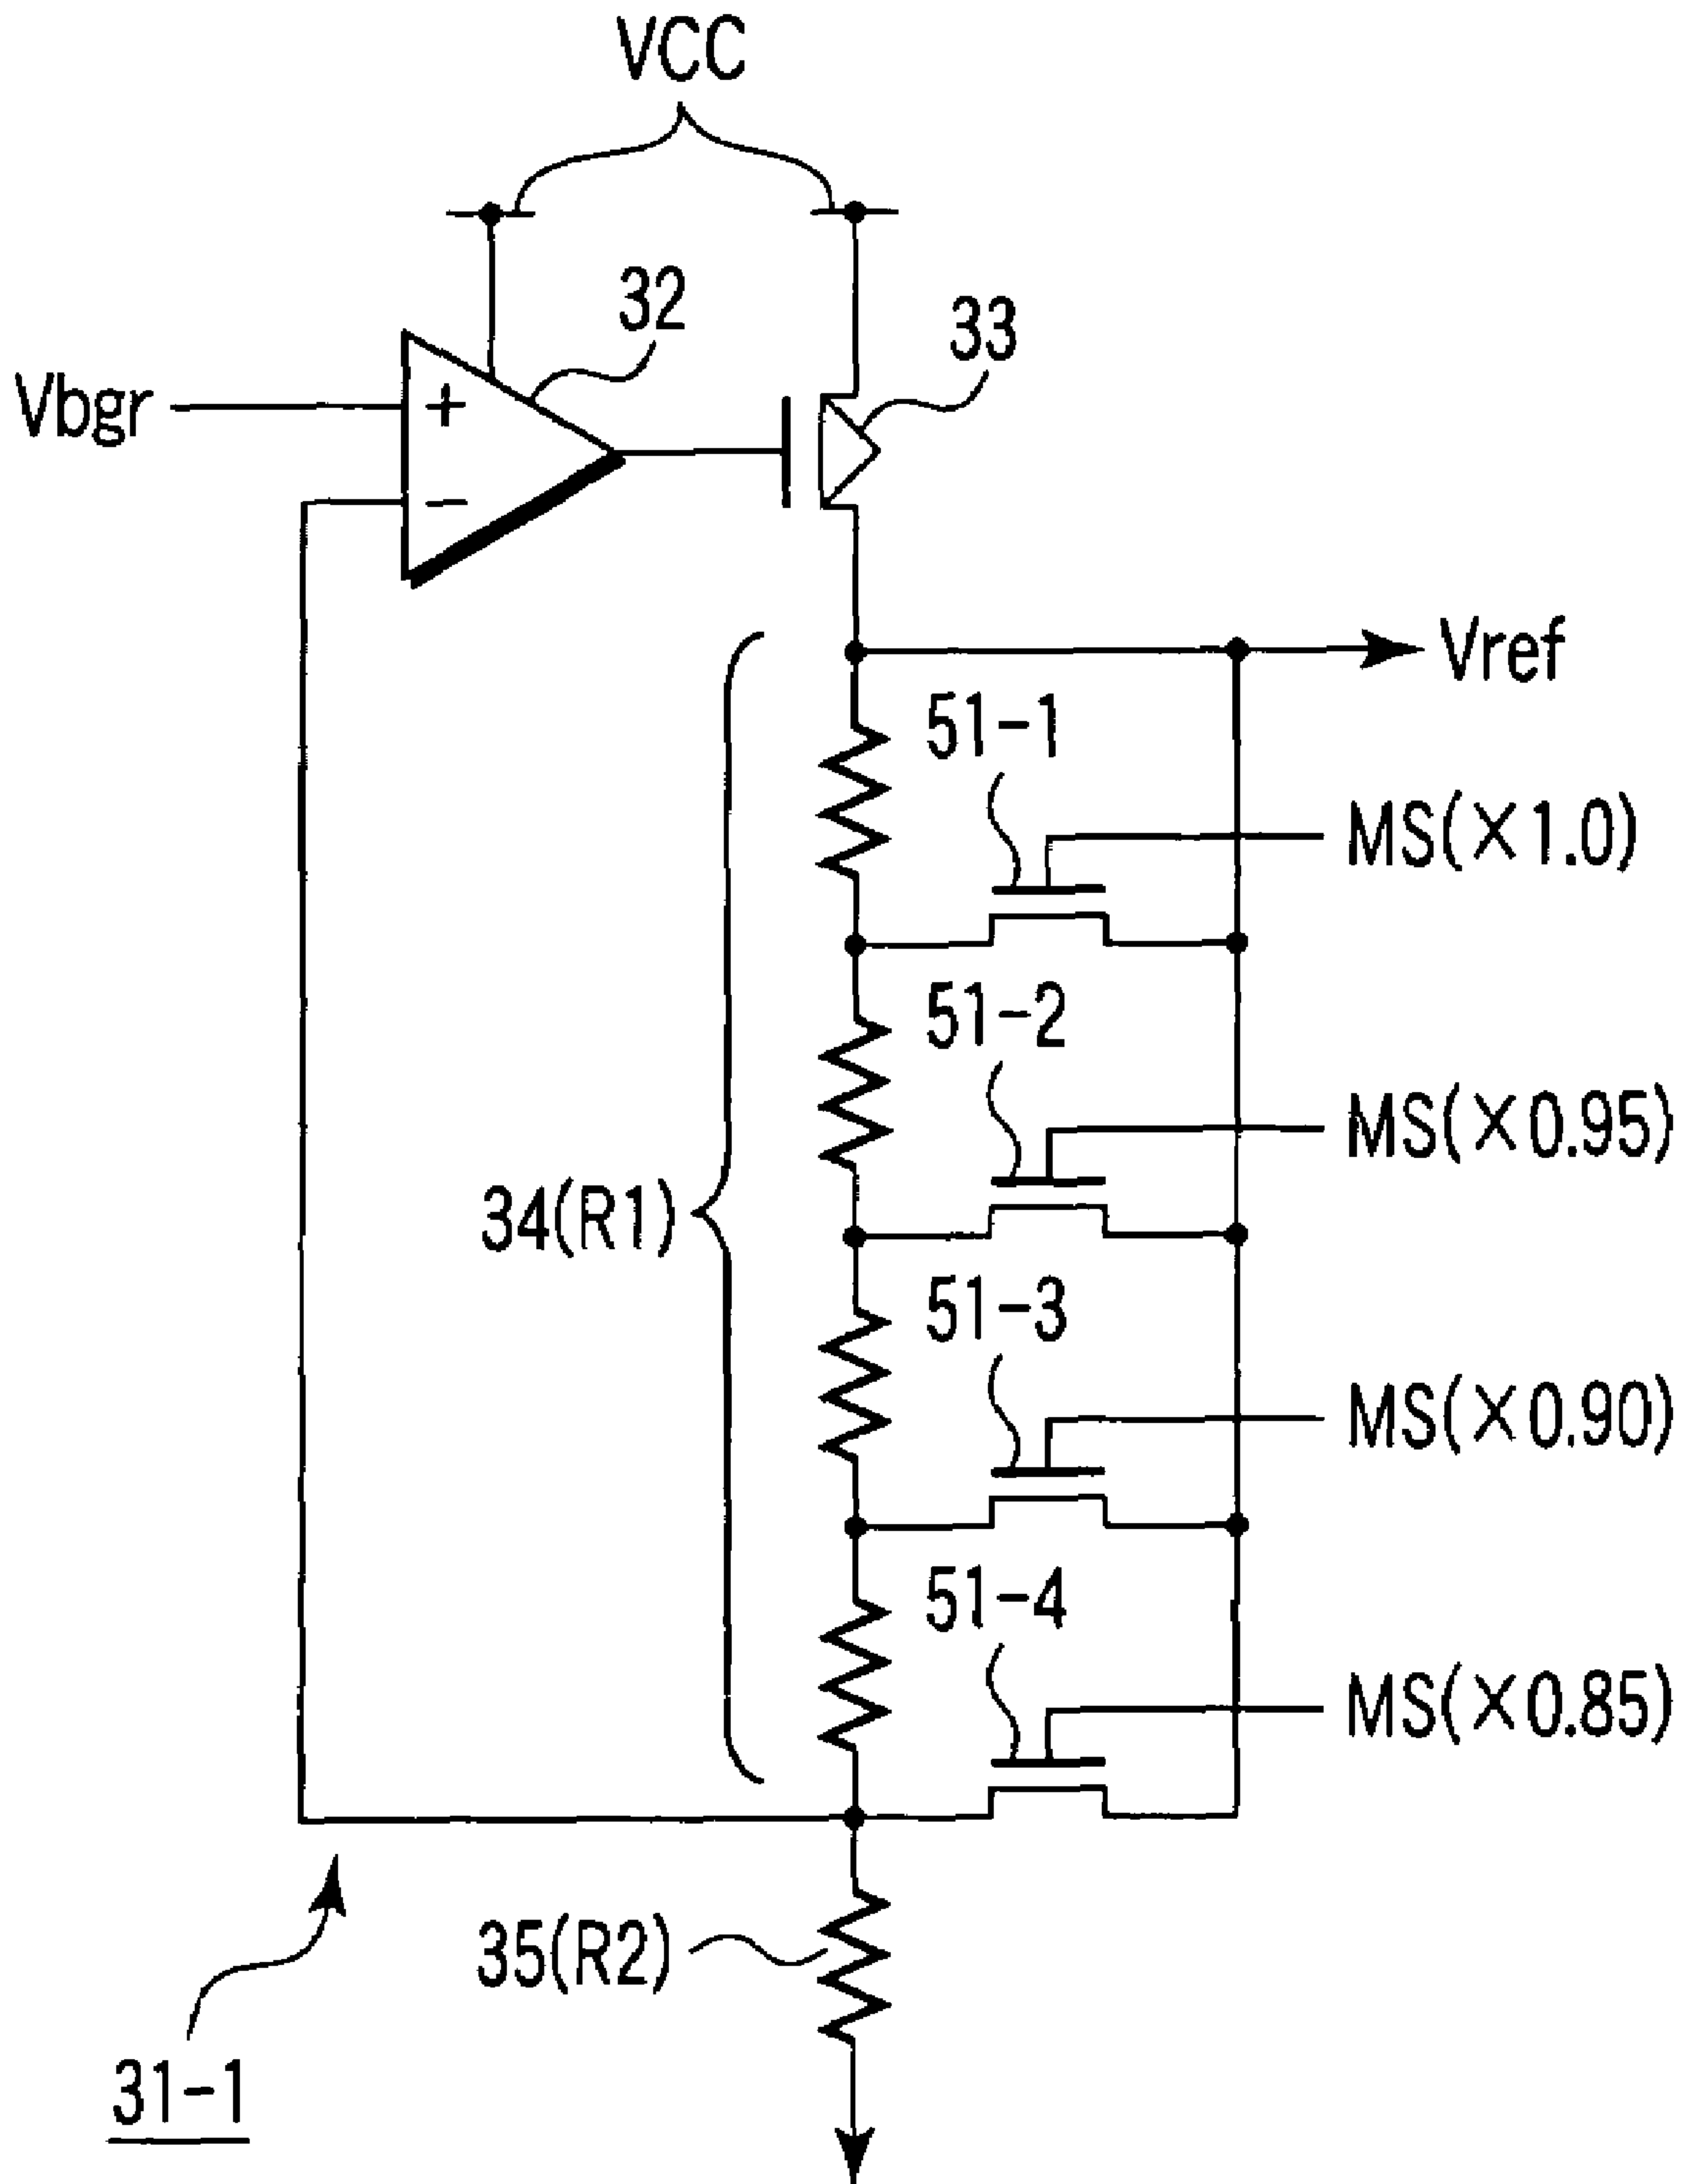 VCC
32
33
Vbgr
+
−
Vref
51-1
MS(×1.0)
51-2
MS(×0.95)
34(R1)
51-3
MS(×0.90)
51-4
MS(×0.85)
35(R2)
31-1